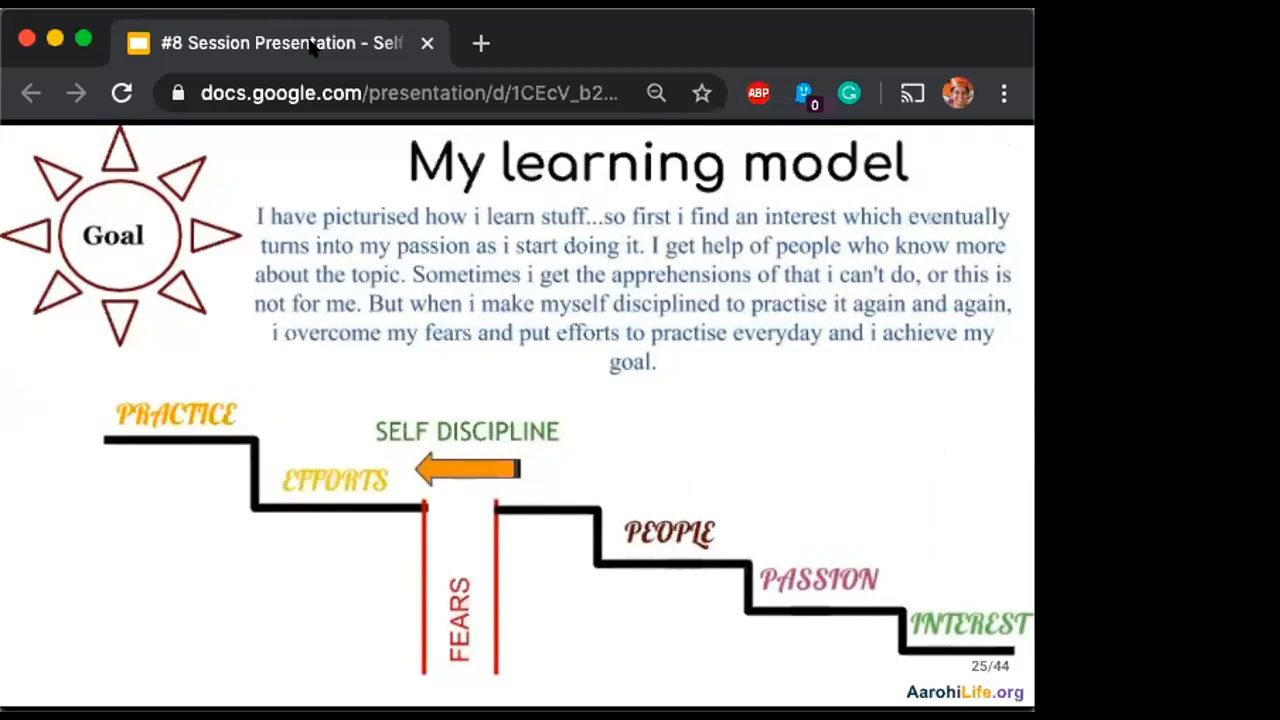 #8 Session Presentation - Self
docs.google.com/presentation/d/1CEcV_b2...
ABP
0
Goal
My learning model
I have picturised how i learn stuff...so first i find an interest which eventually
turns into my passion as i start doing it. I get help of people who know more
about the topic. Sometimes i get the apprehensions of that i can't do, or this is
not for me. But when i make myself disciplined to practise it again and again,
i overcome my fears and put efforts to practise everyday and i achieve my
goal.
PRACTICE
SELF DISCIPLINE
EFFORTS
PEOPLE
PASSION
FEARS
INTEREST
25/44
AarohiLife.org